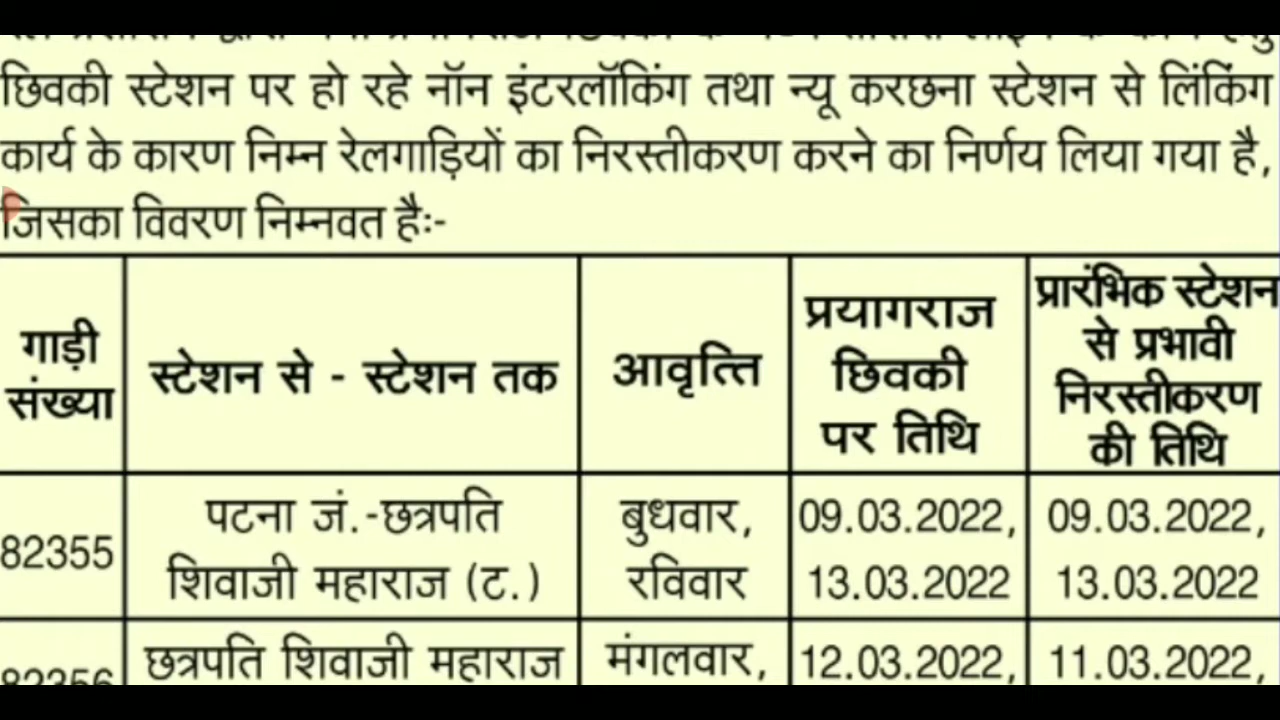 छिवकी स्टेशन पर हो रहे नॉन इंटरलॉकिंग तथा न्यू करछना स्टेशन से लिंकिंग
कार्य के कारण निम्न रेलगाड़ियों का निरस्तीकरण करने का निर्णय लिया गया है,
जिसका विवरण निम्नवत हैः-
गाड़ी संख्या
स्टेशन से - स्टेशन तक
आवृत्ति
प्रयागराज
छिवकी
पर तिथि
प्रारंभिक स्टेशन
से प्रभावी
निरस्तीकरण
की तिथि
82355
पटना जं.-छत्रपति
शिवाजी महाराज (ट.)
बुधवार,
रविवार
09.03.2022,
13.03.2022
09.03.2022,
13.03.2022
82356
छत्रपति शिवाजी महाराज
मंगलवार,
12.03.2022,
11.03.2022,